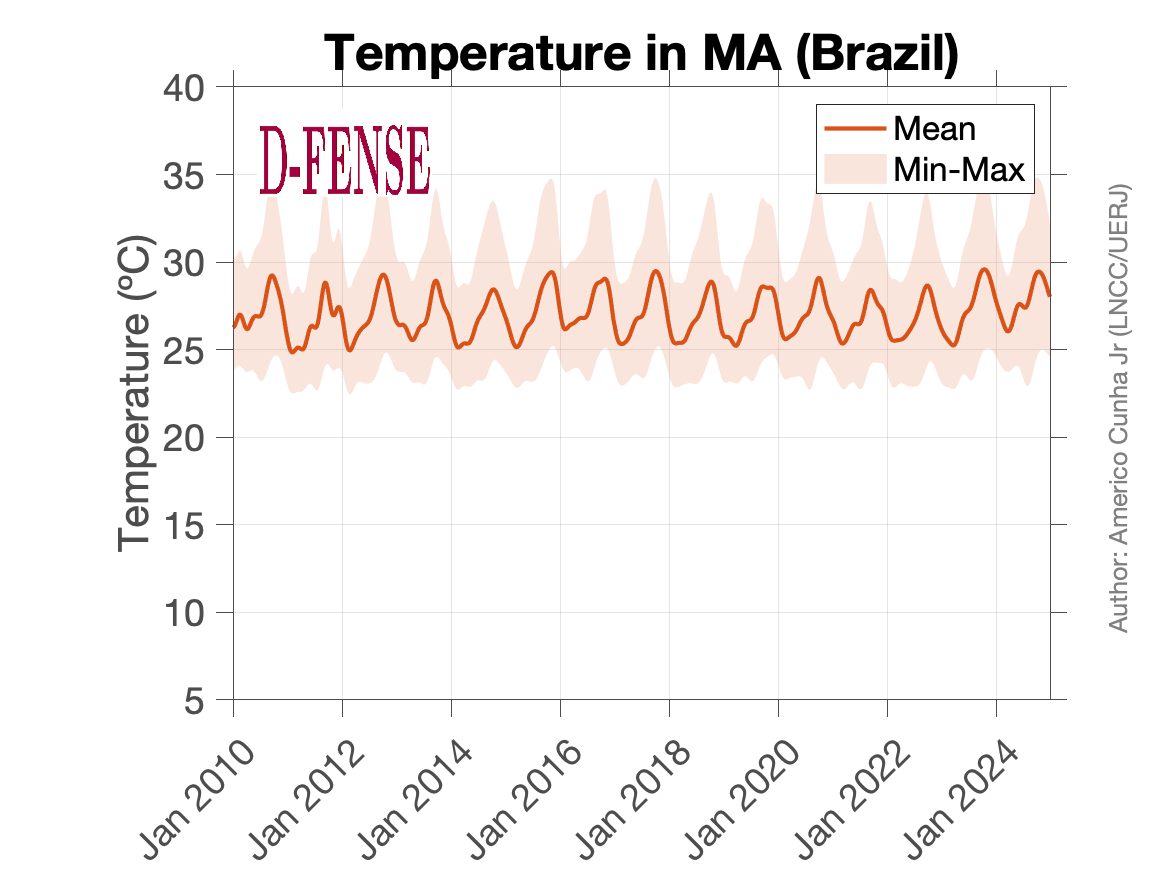 Temperature in MA (Brazil)
D-FENSE
Mean
Min-Max
40
35
30
25
20
15
10
5
Temperature (ºC)
Jan 2010
Jan 2012
Jan 2014
Jan 2016
Jan 2018
Jan 2020
Jan 2022
Jan 2024
Author: Americo Cunha Jr (LNCC/UERJ)